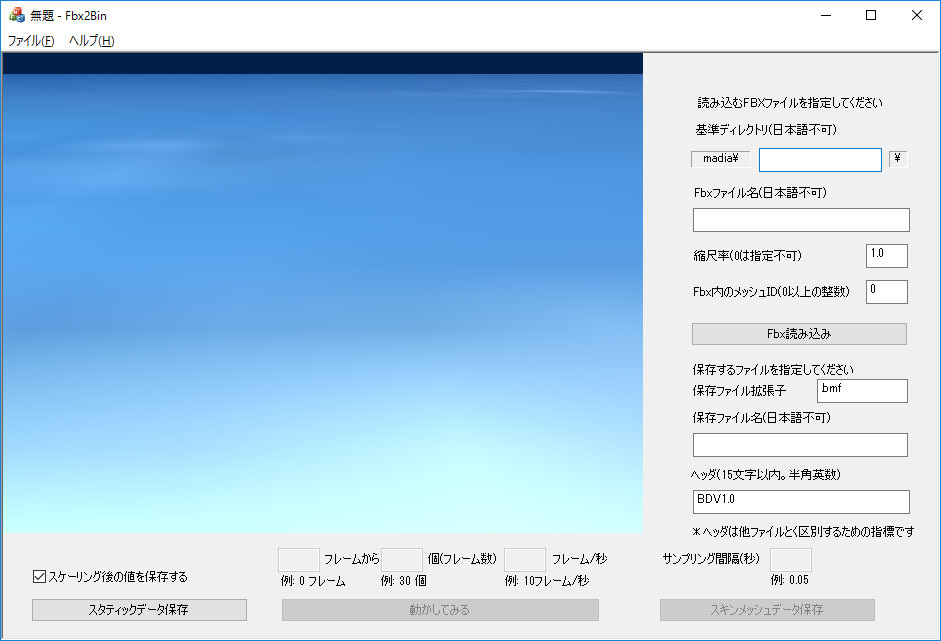 無題 - Fbx2Bin
ファイル(F) ヘルプ(H)
読み込むFBXファイルを指定してください
基準ディレクトリ(日本語不可)
madia¥ ¥
Fbxファイル名(日本語不可)
縮尺率(0は指定不可) 1.0
Fbx内のメッシュID(0以上の整数) 0
Fbx読み込み
保存するファイルを指定してください
保存ファイル拡張子 .bmf
保存ファイル名(日本語不可)
ヘッダ(15文字以内。半角英数)
BDV1.0
*ヘッダは他ファイルとく区別するための指標です
フレームから 個(フレーム数) フレーム/秒 サンプリング間隔(秒)
例: 0 フレーム 例: 30 個 例: 10フレーム/秒 例: 0.05
スケーリング後の値を保存する
スタティックデータ保存 動かしてみる スキンメッシュデータ保存